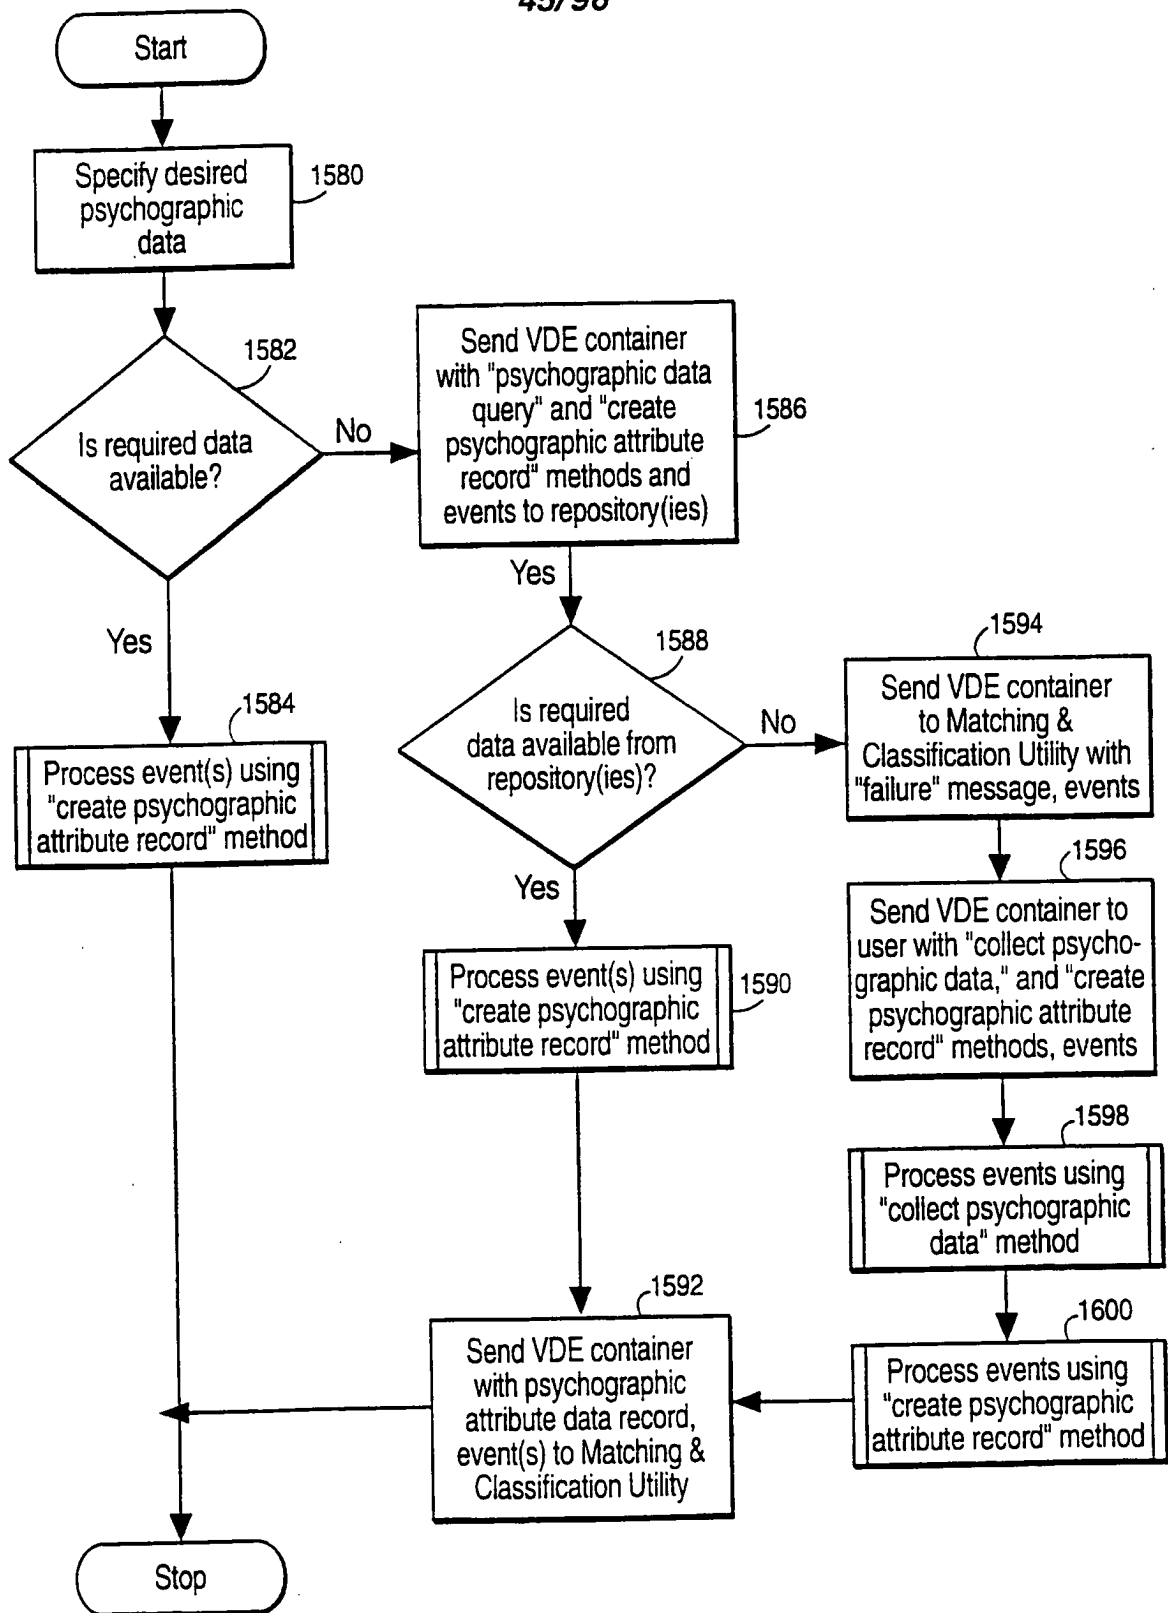 45/96
Start
Specify desired
psychographic
data
1580
1582
Is required data
available?
No
Yes
Send VDE container
with "psychographic data
query" and "create
psychographic attribute
record" methods and
events to repository(ies)
1586
Yes
1584
Process event(s) using
"create psychographic
attribute record" method
1588
Is required
data available from
repository(ies)?
No
Yes
1594
Send VDE container
to Matching &
Classification Utility with
"failure" message, events
1596
Send VDE container to
user with "collect psycho-
graphic data," and "create
psychographic attribute
record" methods, events
Process event(s) using
"create psychographic
attribute record" method
1590
1598
Process events using
"collect psychographic
data" method
1592
Send VDE container
with psychographic
attribute data record,
event(s) to Matching &
Classification Utility
1600
Process events using
"create psychographic
attribute record" method
Stop